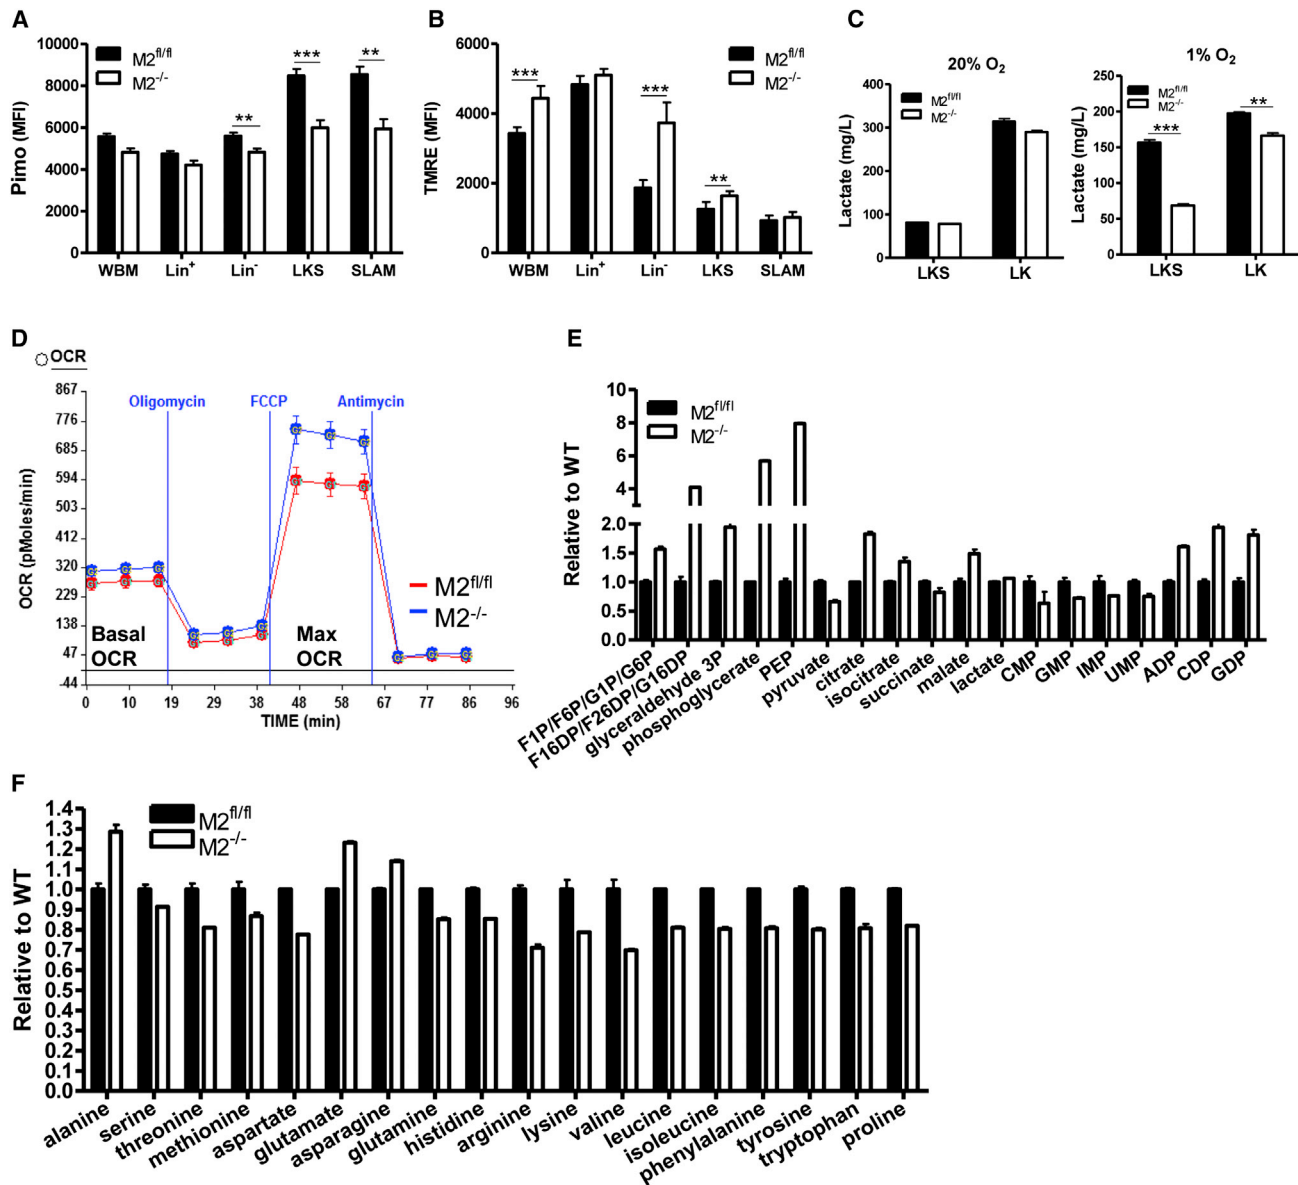 A
Pimo (MFI)
10000
8000
6000
4000
2000
0
M2fl/fl
M2-/-
**
***
**
WBM Lin+ Lin- LKS SLAM
B
TMRE (MFI)
6000
4000
2000
0
M2fl/fl
M2-/-
***
***
**
WBM Lin+ Lin- LKS SLAM
C
20% O2
Lactate (mg/L)
400
300
200
100
0
M2fl/fl
M2-/-
LKS LK
1% O2
Lactate (mg/L)
250
200
150
100
50
0
M2fl/fl
M2-/-
***
**
LKS LK
D
OCR
OCR (pMoles/min)
867
776
685
594
503
412
320
229
138
47
-44
Oligomycin FCCP Antimycin
M2fl/fl
M2-/-
Basal OCR
Max OCR
0 10 19 29 38 48 58 67 77 86 96
TIME (min)
E
Relative to WT
10
8
6
4
2.0
1.5
1.0
0.5
0.0
M2fl/fl
M2-/-
F1P/F6P/G1P/G6P
F16DP/F26DP/G16DP
glyceraldehyde 3P
phosphoglycerate
PEP
pyruvate
citrate
isocitrate
succinate
malate
lactate
CMP
GMP
IMP
UMP
ADP
CDP
GDP
F
Relative to WT
1.4
1.3
1.2
1.1
1.0
0.9
0.8
0.7
0.6
0.5
0.4
0.3
0.2
0.1
0.0
M2fl/fl
M2-/-
alanine
serine
threonine
methionine
aspartate
glutamate
asparagine
glutamine
histidine
arginine
lysine
valine
leucine
isoleucine
phenylalanine
tyrosine
tryptophan
proline